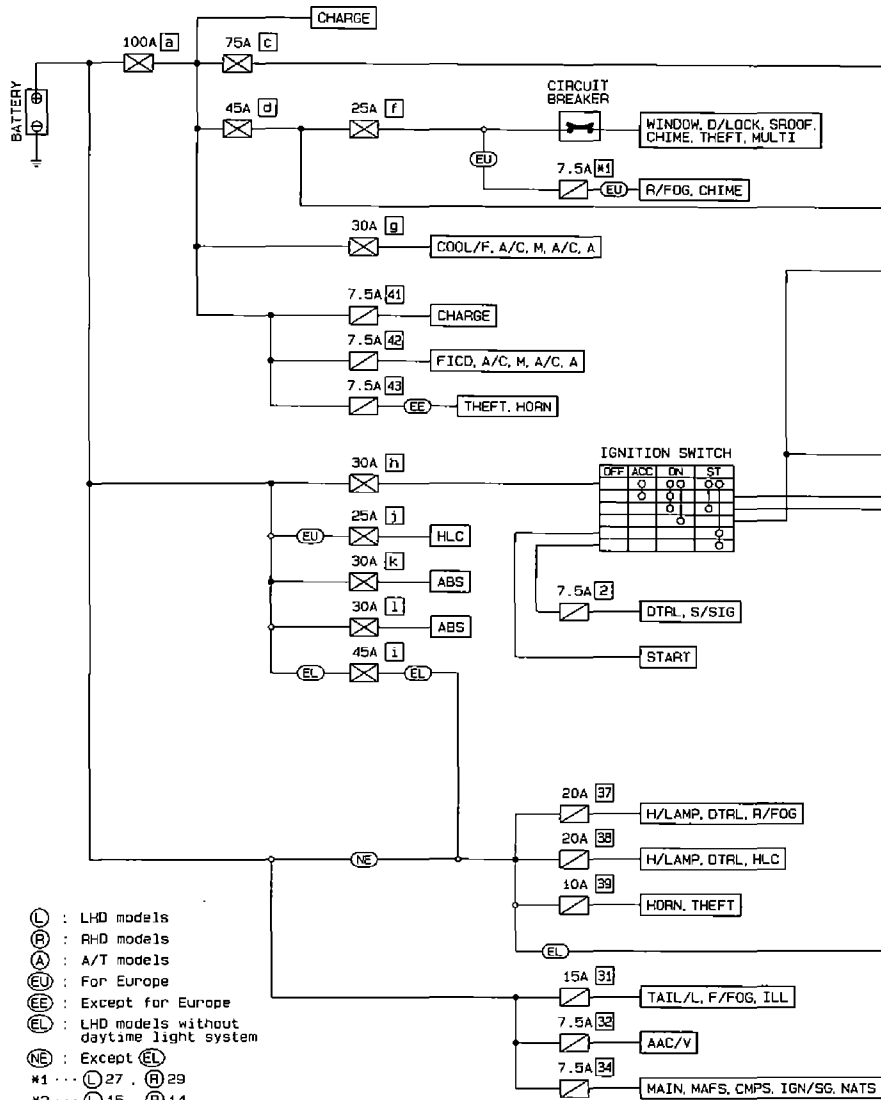 CHARGE
100A a
75A c
BATTERY
45A d
25A f
CIRCUIT
BREAKER
WINDOW, D/LOCK, SROOF,
CHIME, THEFT, MULTI
EU
7.5A *1
EU
R/FOG, CHIME
30A g
COOL/F, A/C, M, A/C, A
7.5A 41
CHARGE
7.5A 42
FICD, A/C, M, A/C, A
7.5A 43
EE
THEFT, HORN
30A h
IGNITION SWITCH
OFF ACC ON ST
25A j
EU
HLC
30A k
ABS
30A l
ABS
7.5A 2
DTRL, S/SIG
45A i
EL
EL
START
20A 37
H/LAMP, DTRL, R/FOG
20A 38
NE
H/LAMP, DTRL, HLC
10A 39
HORN, THEFT
EL
15A 31
TAIL/L, F/FOG, ILL
7.5A 32
AAC/V
7.5A 34
MAIN, MAFS, CMPS, IGN/SG, NATS
L : LHD models
R : RHD models
A : A/T models
EU : For Europe
EE : Except for Europe
EL : LHD models without
daytime light system
NE : Except EL
*1 ··· L 27 , R 29